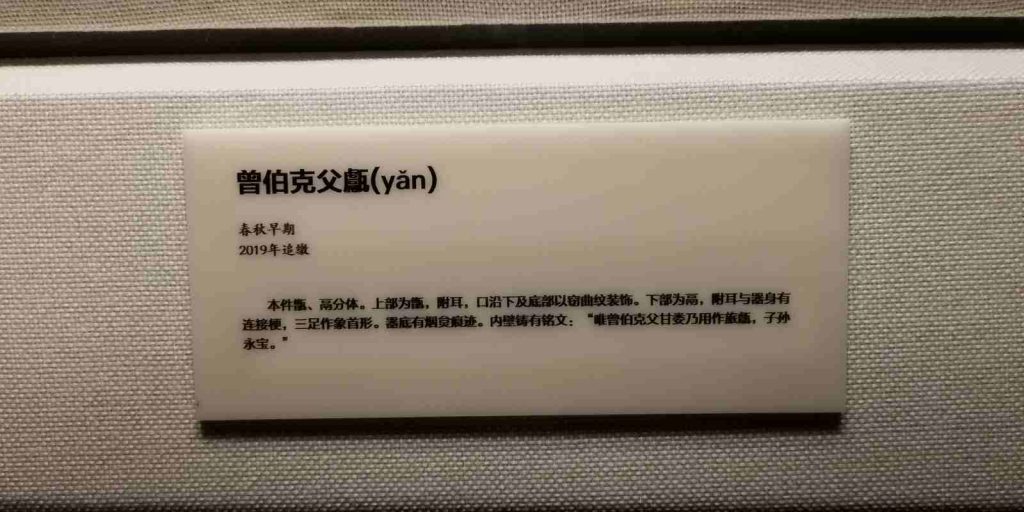 曾伯克父甗(yǎn)
春秋早期
2019年追缴
本件甑、鬲分体。上部为甑，附耳，口沿下及底部以窃曲纹装饰。下部为鬲，附耳与器身有
连接梗，三足作象首形。器底有烟炱痕迹。内壁铸有铭文：“唯曾伯克父甘娄乃用作旅甗，子孙
永宝。”